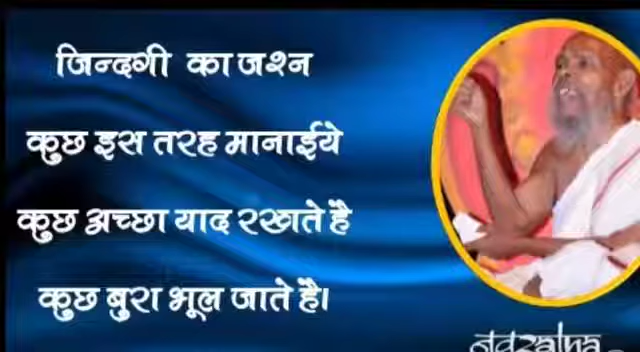 जिन्दगी का जश्न
कुछ इस तरह मानाईये
कुछ अच्छा याद रखते है
कुछ बुरा भूल जाते है।